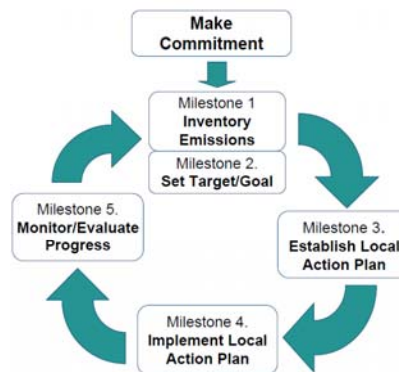 Make
Commitment
Milestone 1
Inventory
Emissions
Milestone 2.
Set Target/Goal
Milestone 3.
Establish Local
Action Plan
Milestone 4.
Implement Local
Action Plan
Milestone 5.
Monitor/Evaluate
Progress